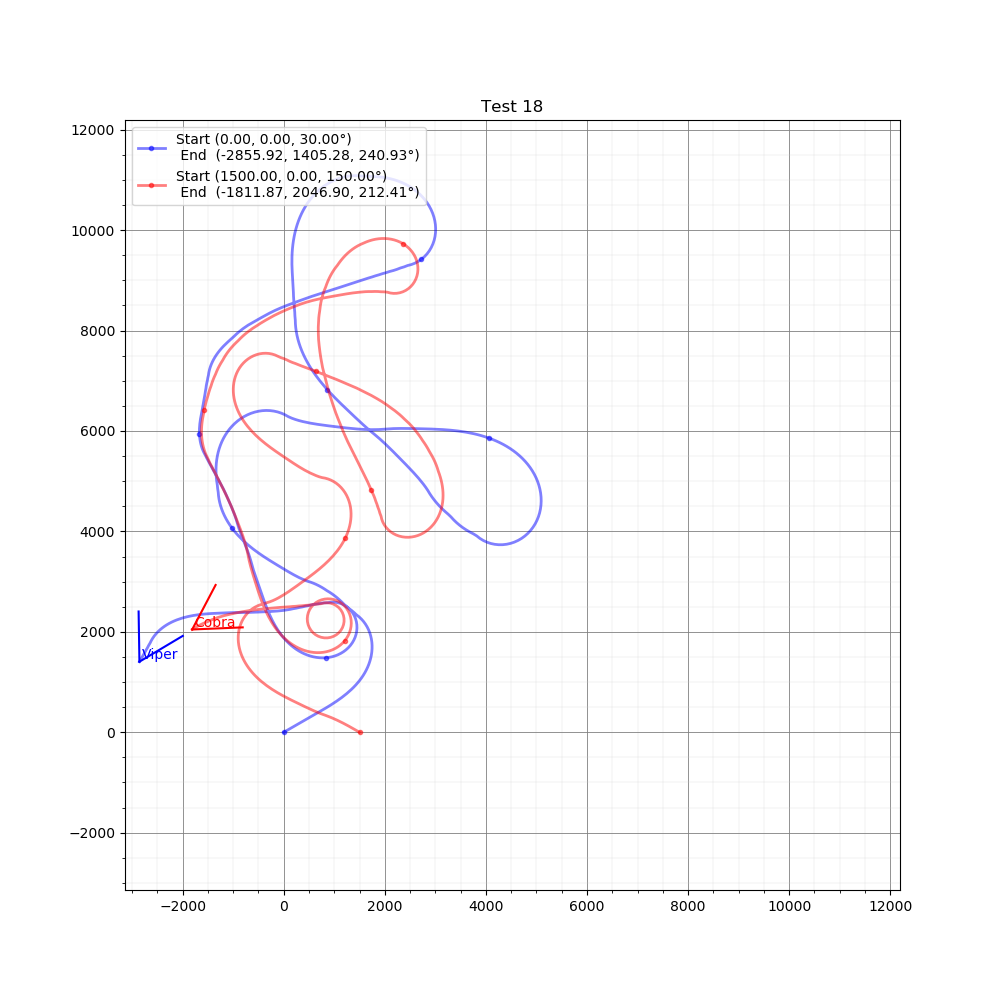 Test 18
Start (0.00, 0.00, 30.00°)
End (-2855.92, 1405.28, 240.93°)
Start (1500.00, 0.00, 150.00°)
End (-1811.87, 2046.90, 212.41°)
12000
10000
8000
6000
4000
2000
0
−2000
Cobra
Viper
−2000 0 2000 4000 6000 8000 10000 12000